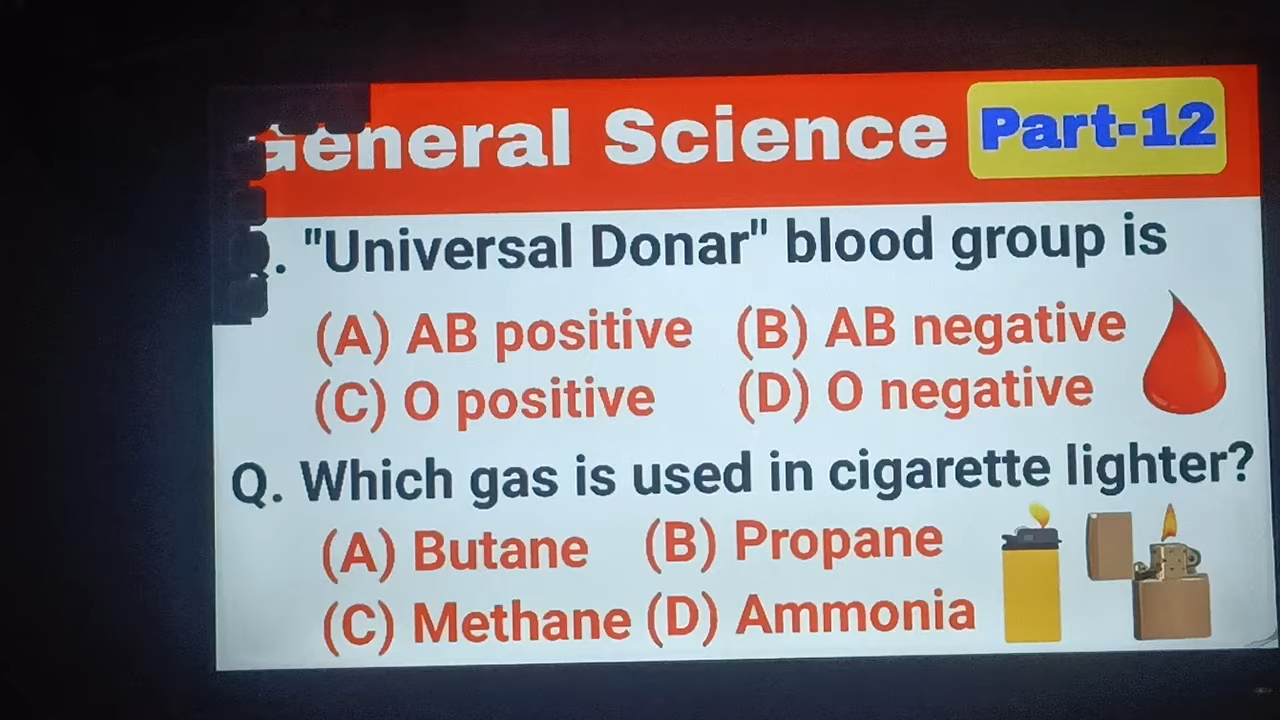 General Science Part-12
Q. "Universal Donar" blood group is
(A) AB positive (B) AB negative
(C) O positive (D) O negative
Q. Which gas is used in cigarette lighter?
(A) Butane (B) Propane
(C) Methane (D) Ammonia